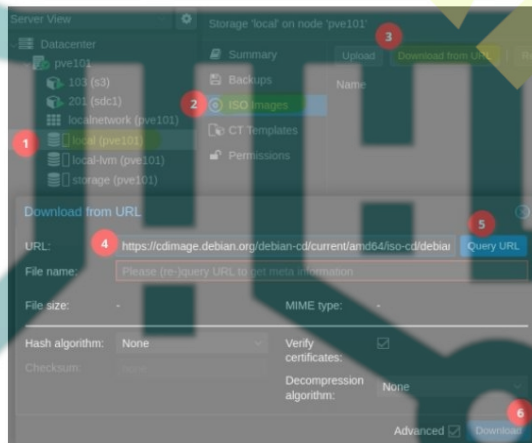 Server View
Storage 'local' on node 'pve101'
Datacenter
pve101
103 (s3)
201 (sdc1)
localnetwork (pve101)
1
local (pve101)
local-lvm (pve101)
storage (pve101)
Summary
Backups
2
ISO Images
CT Templates
Permissions
3
Upload
Download from URL
Name
Download from URL
5
URL:
4
https://cdimage.debian.org/debian-cd/current/amd64/iso-cd/debian
Query URL
File name:
Please (re-)query URL to get meta information
File size:
-
MIME type:
-
Hash algorithm:
None
Verify
certificates:
Checksum:
none
Decompression
algorithm:
None
6
Advanced
Download